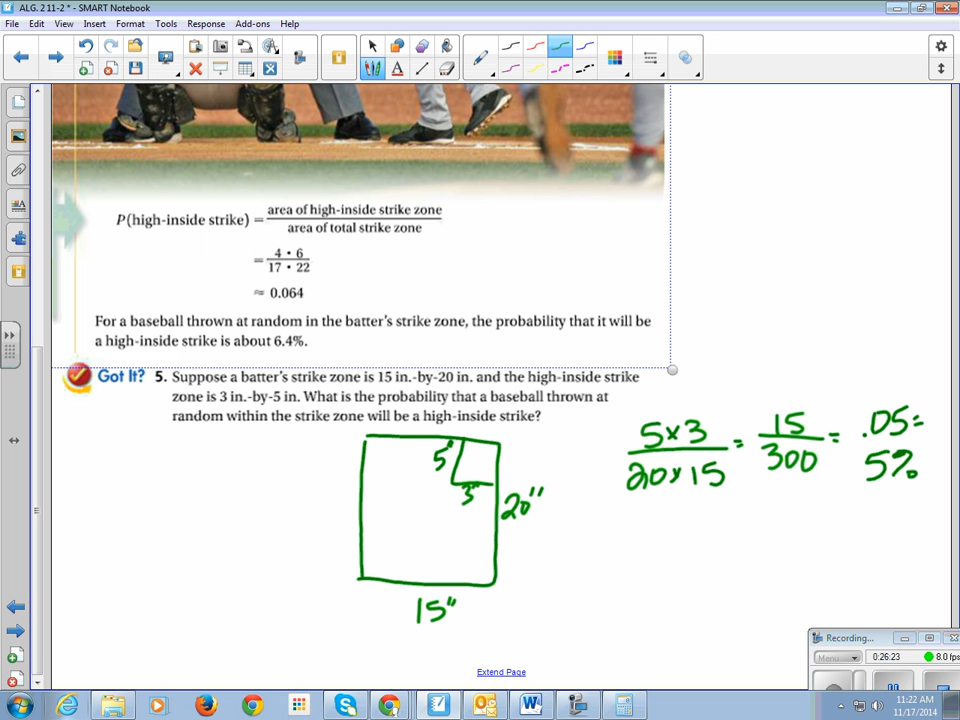 ALG. 2 11-2 * - SMART Notebook
File Edit View Insert Format Tools Response Add-ons Help
P(high-inside strike) = area of high-inside strike zone / area of total strike zone
= 4 • 6 / 17 • 22
≈ 0.064
For a baseball thrown at random in the batter's strike zone, the probability that it will be
a high-inside strike is about 6.4%.
Got It? 5. Suppose a batter's strike zone is 15 in.-by-20 in. and the high-inside strike
zone is 3 in.-by-5 in. What is the probability that a baseball thrown at
random within the strike zone will be a high-inside strike?
5 x 3 / 20 x 15 = 15 / 300 = .05 =
5%
5"
3"
20"
15"
Recording...
Menu 0:26:23 8.0 fps
Extend Page
11:22 AM
11/17/2014